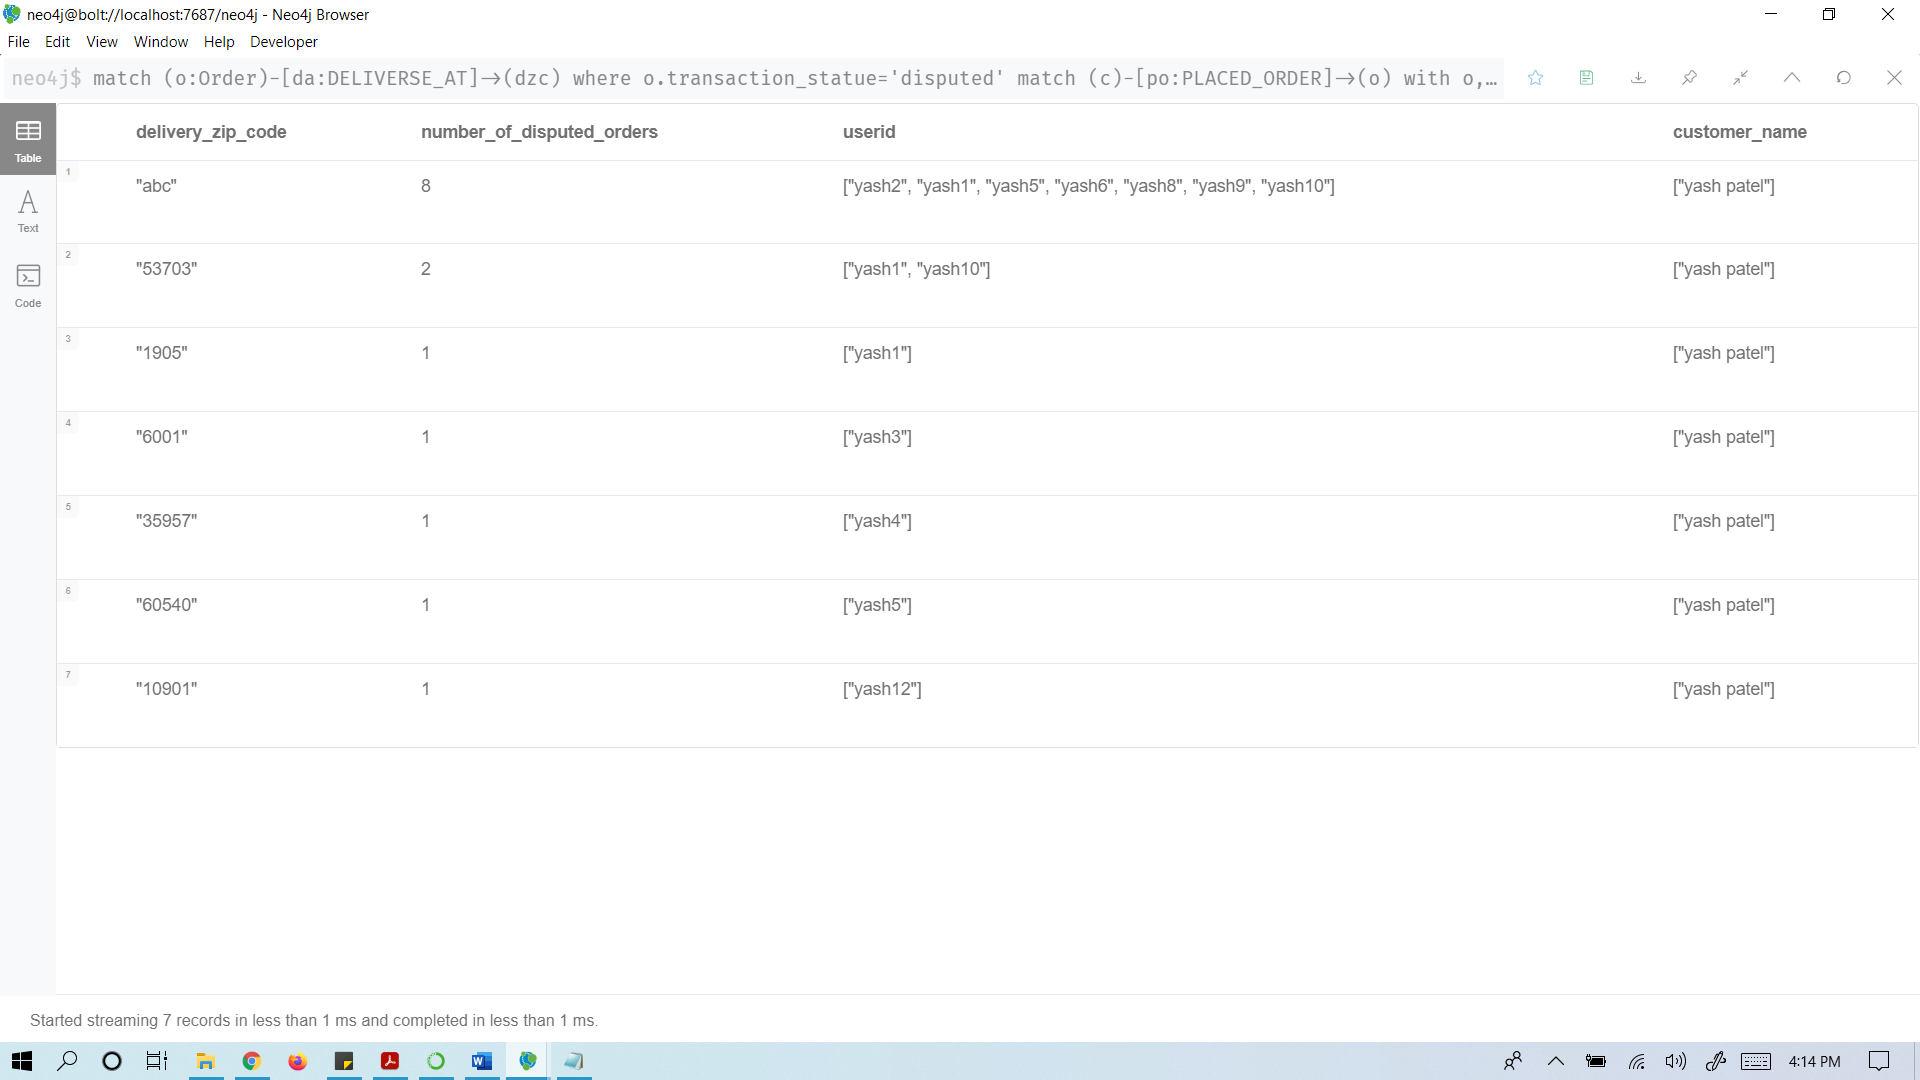 neo4j@bolt://localhost:7687/neo4j - Neo4j Browser
File Edit View Window Help Developer
neo4j$ match (o:Order)-[da:DELIVERSE_AT]→(dzc) where o.transaction_statue='disputed' match (c)-[po:PLACED_ORDER]→(o) with o,…
Table
Text
Code
delivery_zip_code number_of_disputed_orders userid customer_name
1 "abc" 8 ["yash2", "yash1", "yash5", "yash6", "yash8", "yash9", "yash10"] ["yash patel"]
2 "53703" 2 ["yash1", "yash10"] ["yash patel"]
3 "1905" 1 ["yash1"] ["yash patel"]
4 "6001" 1 ["yash3"] ["yash patel"]
5 "35957" 1 ["yash4"] ["yash patel"]
6 "60540" 1 ["yash5"] ["yash patel"]
7 "10901" 1 ["yash12"] ["yash patel"]
Started streaming 7 records in less than 1 ms and completed in less than 1 ms.
4:14 PM